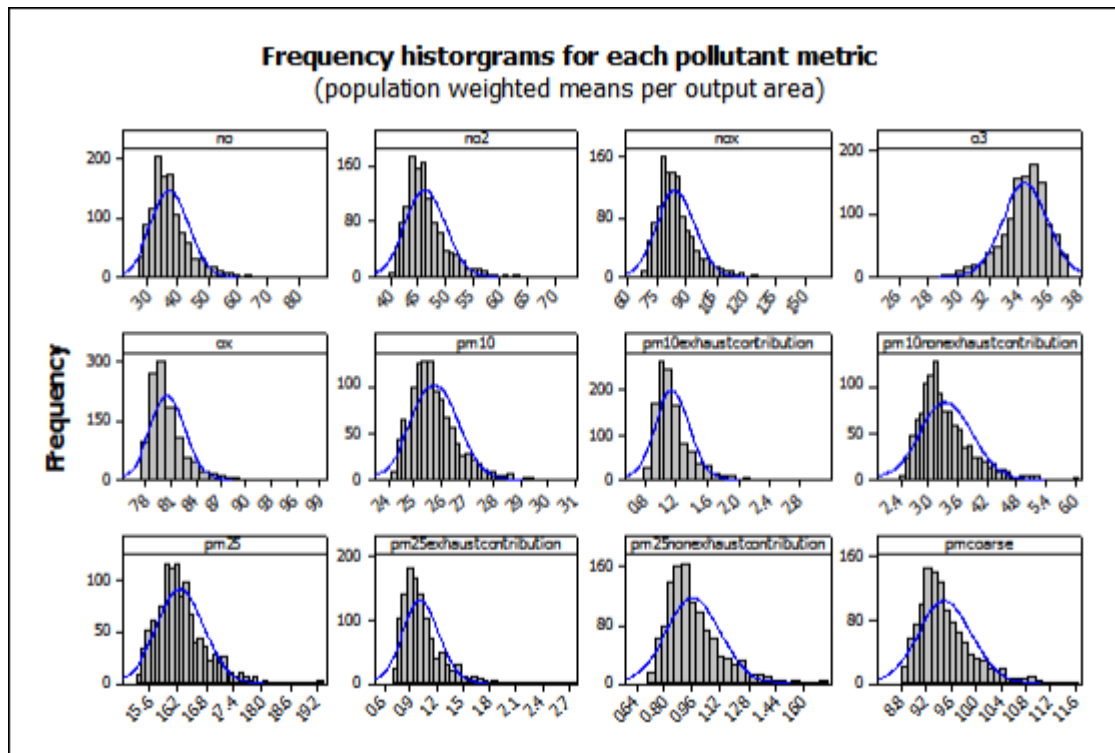 Frequency historgrams for each pollutant metric
(population weighted means per output area)
Frequency
no
200
100
0
30 40 50 60 70 80
no2
160
80
0
40 45 50 55 60 65 70
nox
160
80
0
60 75 90 105 120 135 150
o3
200
100
0
26 28 30 32 34 36 38
ox
300
150
0
78 81 84 87 90 93 96 99
pm10
100
50
0
24 25 26 27 28 29 30 31
pm10exhaustcontribution
200
100
0
0.8 1.2 1.6 2.0 2.4 2.8
pm10nonexhaustcontribution
100
50
0
2.4 3.0 3.6 4.2 4.8 5.4 6.0
pm25
100
50
0
15.6 16.2 16.8 17.4 18.0 18.6 19.2
pm25exhaustcontribution
200
100
0
0.6 0.9 1.2 1.5 1.8 2.1 2.4 2.7
pm25nonexhaustcontribution
160
80
0
0.64 0.80 0.96 1.12 1.28 1.44 1.60
pmcoarse
160
80
0
8.8 9.2 9.6 10.0 10.4 10.8 11.2 11.6